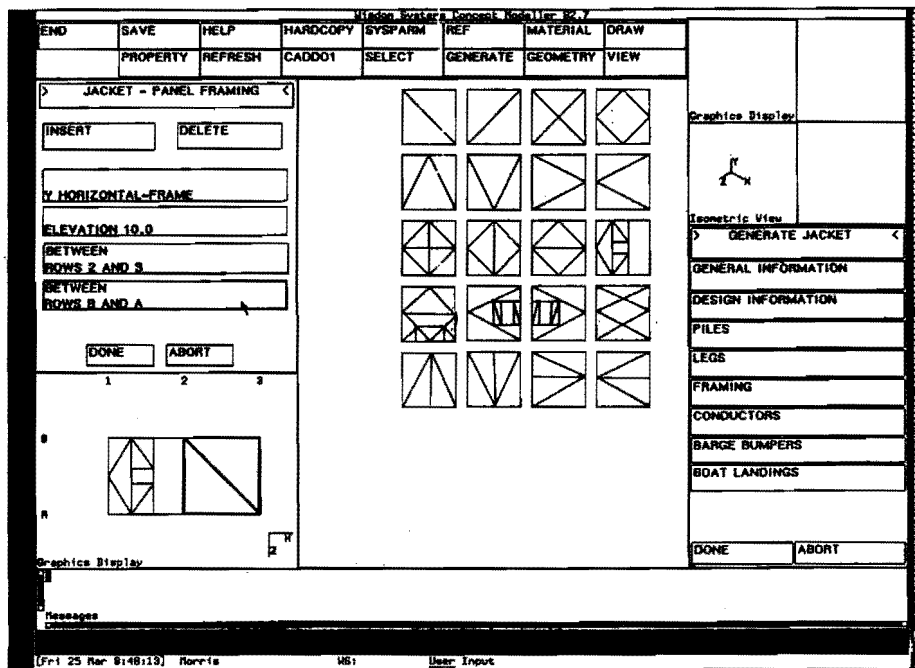 Wisdom Systems Concept Modeller R2.7
END SAVE HELP HARDCOPY SYSPARM REF MATERIAL DRAW
PROPERTY REFRESH CADDO1 SELECT GENERATE GEOMETRY VIEW
> JACKET - PANEL FRAMING <
INSERT DELETE
Y HORIZONTAL-FRAME
ELEVATION 10.0
BETWEEN
ROWS 2 AND 3
BETWEEN
ROWS B AND A
DONE ABORT
1 2 3
B
A
Z X
Graphics Display
Graphics Display
Y
Z X
Isometric View
> GENERATE JACKET <
GENERAL INFORMATION
DESIGN INFORMATION
PILES
LEGS
FRAMING
CONDUCTORS
BARGE BUMPERS
BOAT LANDINGS
DONE ABORT
Messages
[Fri 25 Mar 8:48:13] Morris WS: User Input